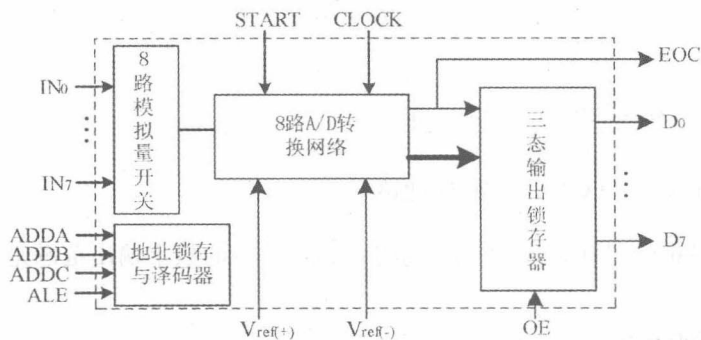 START CLOCK
EOC
8路模拟量开关
IN0
IN7
8路A/D转
换网络
三态输出锁存器
D0
D7
ADDA
ADDB
ADDC
ALE
地址锁存
与译码器
Vref(+)
Vref(-)
OE